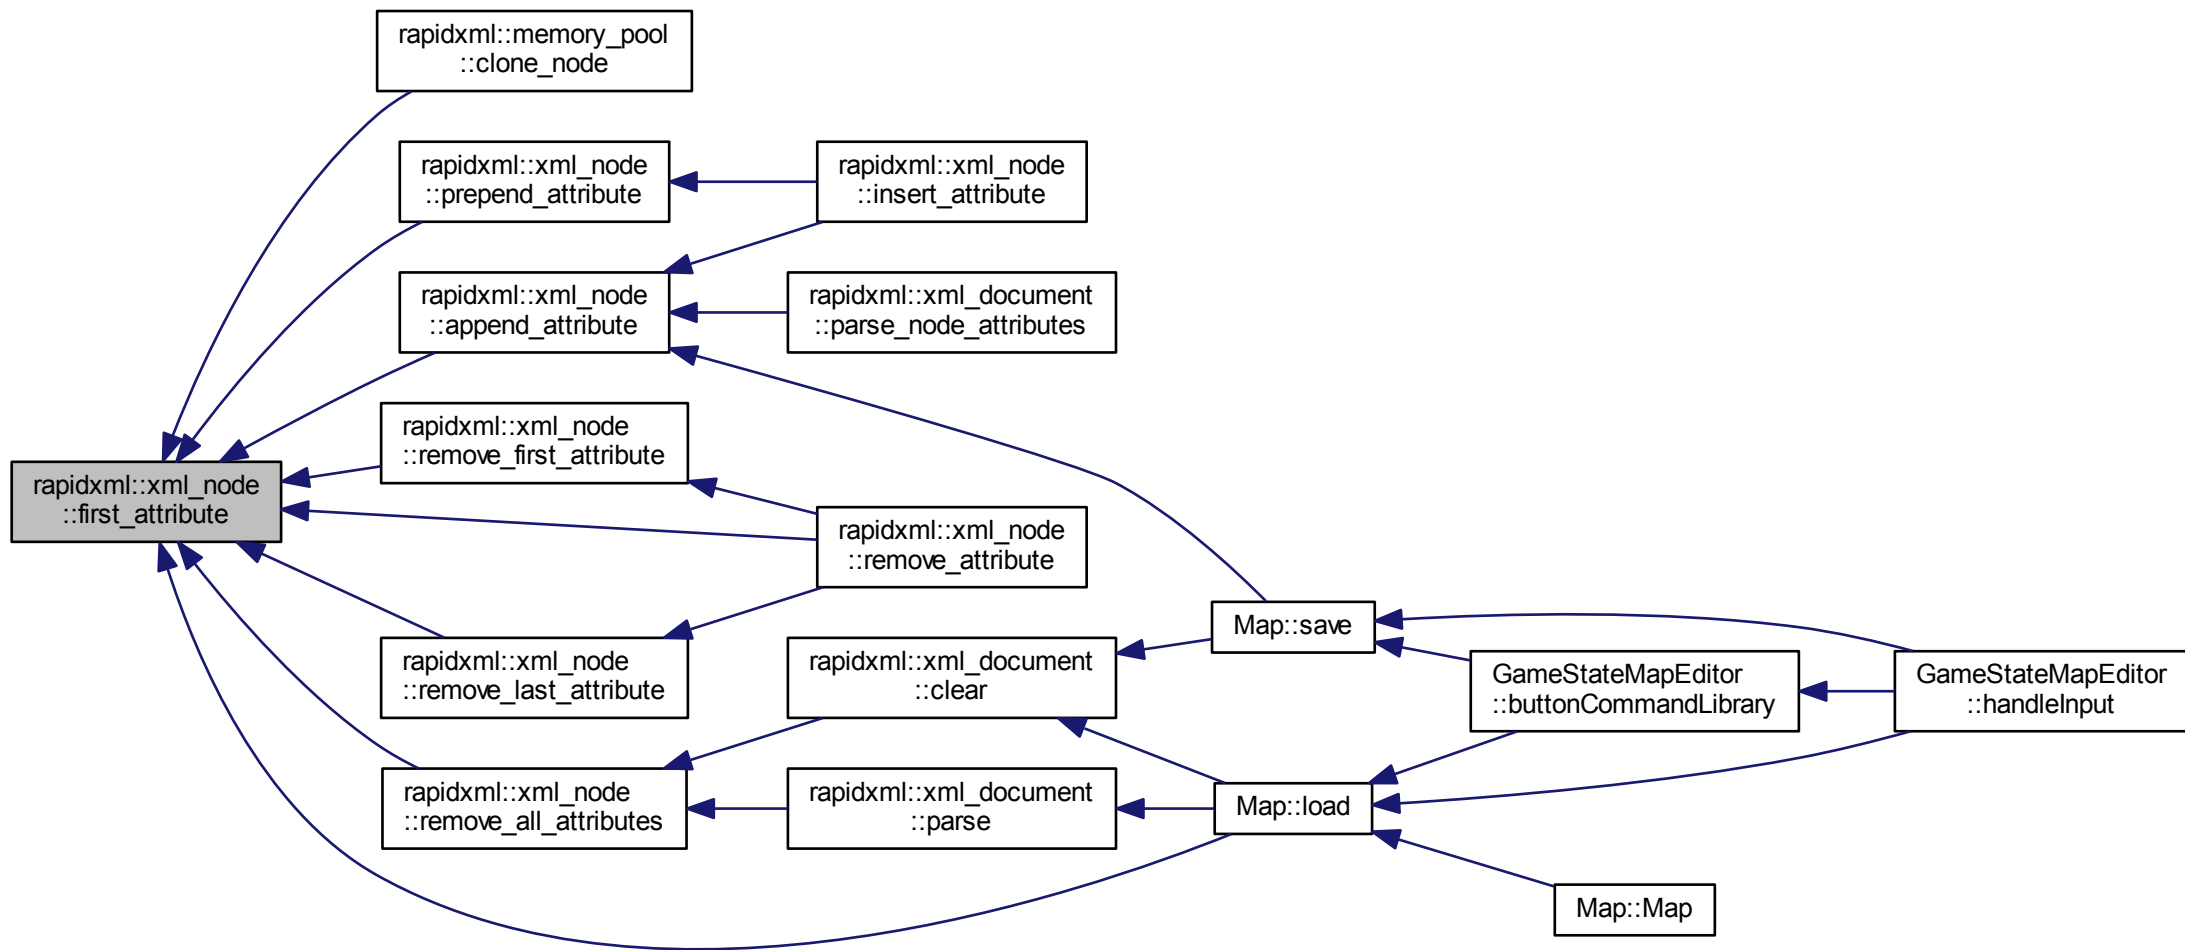 rapidxml::memory_pool
::clone_node
rapidxml::xml_node
::prepend_attribute
rapidxml::xml_node
::insert_attribute
rapidxml::xml_node
::append_attribute
rapidxml::xml_document
::parse_node_attributes
rapidxml::xml_node
::remove_first_attribute
rapidxml::xml_node
::first_attribute
rapidxml::xml_node
::remove_attribute
Map::save
rapidxml::xml_node
::remove_last_attribute
rapidxml::xml_document
::clear
GameStateMapEditor
::buttonCommandLibrary
GameStateMapEditor
::handleInput
rapidxml::xml_node
::remove_all_attributes
rapidxml::xml_document
::parse
Map::load
Map::Map